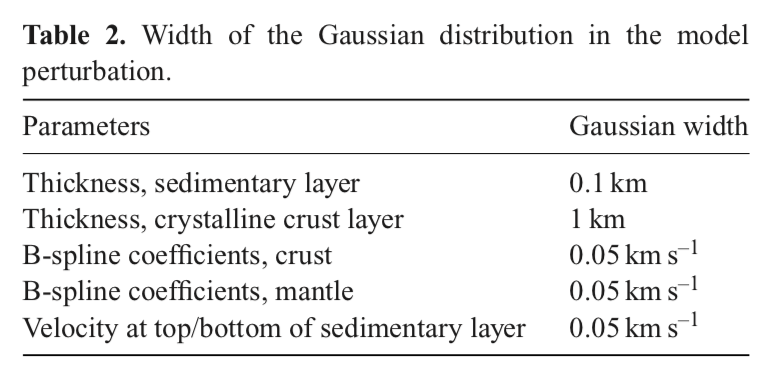 Table 2. Width of the Gaussian distribution in the model
perturbation.
Parameters Gaussian width
Thickness, sedimentary layer 0.1 km
Thickness, crystalline crust layer 1 km
B-spline coefficients, crust 0.05 km s⁻¹
B-spline coefficients, mantle 0.05 km s⁻¹
Velocity at top/bottom of sedimentary layer 0.05 km s⁻¹